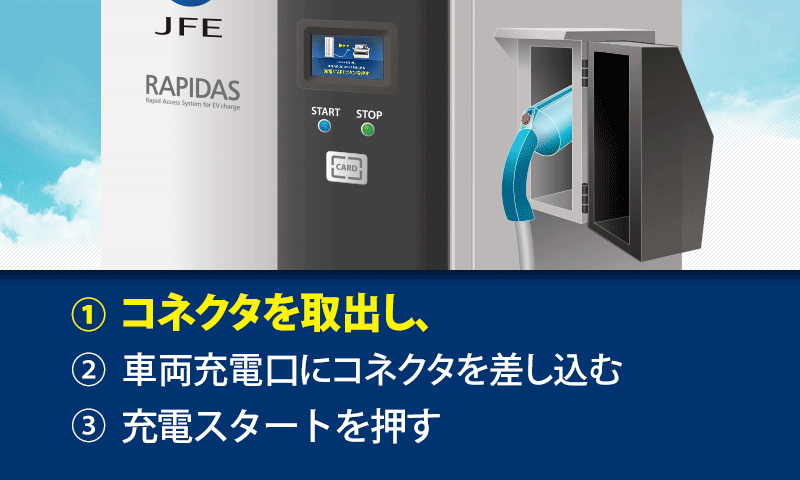 JFE
RAPIDAS
Rapid Access System for EV charge
START STOP
CARD
① コネクタを取出し、
② 車両充電口にコネクタを差し込む
③ 充電スタートを押す